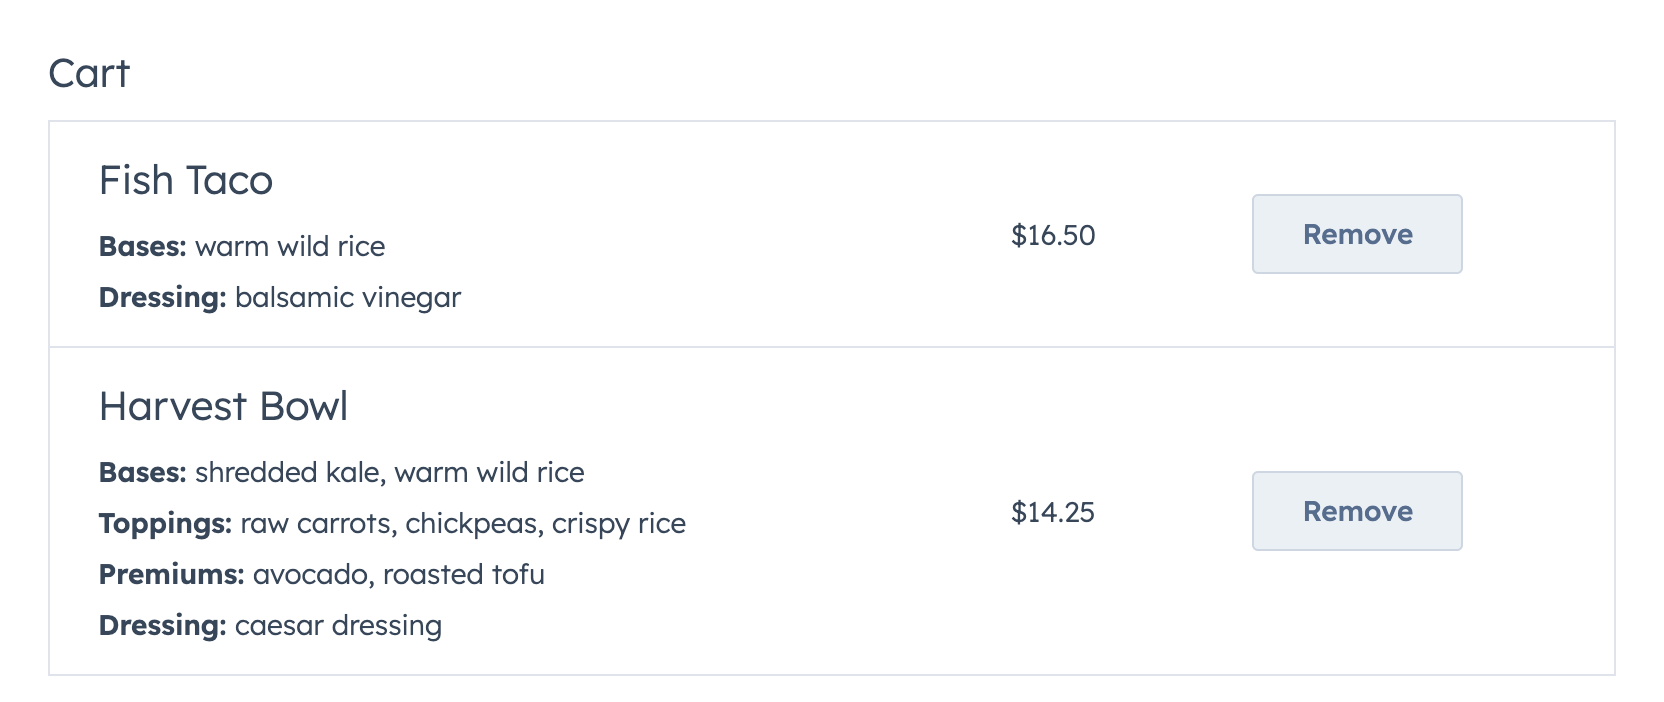 Cart
Fish Taco
Bases: warm wild rice
Dressing: balsamic vinegar
$16.50
Remove
Harvest Bowl
Bases: shredded kale, warm wild rice
Toppings: raw carrots, chickpeas, crispy rice
Premiums: avocado, roasted tofu
Dressing: caesar dressing
$14.25
Remove